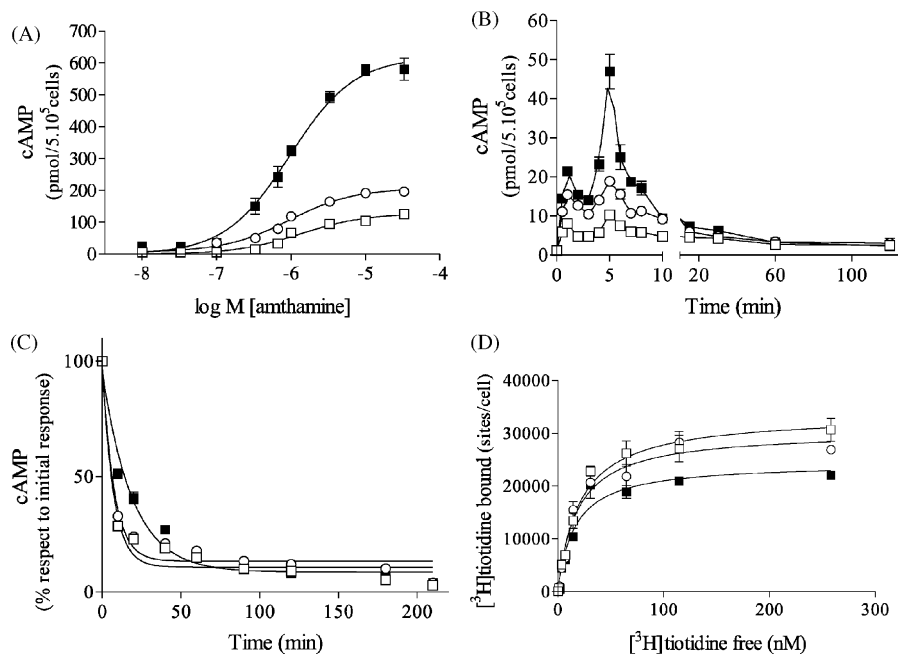 (A)
cAMP
(pmol/5.10⁵cells)
700
600
500
400
300
200
100
0
-9
-8
-7
-6
-5
-4
log M [amthamine]
(B)
cAMP
(pmol/5.10⁵cells)
60
50
40
30
20
10
0
0
5
10
20
60
100
Time (min)
(C)
cAMP
(% respect to initial response)
100
50
0
0
50
100
150
200
Time (min)
(D)
[³H]tiotidine bound (sites/cell)
40000
30000
20000
10000
0
0
100
200
300
[³H]tiotidine free (nM)